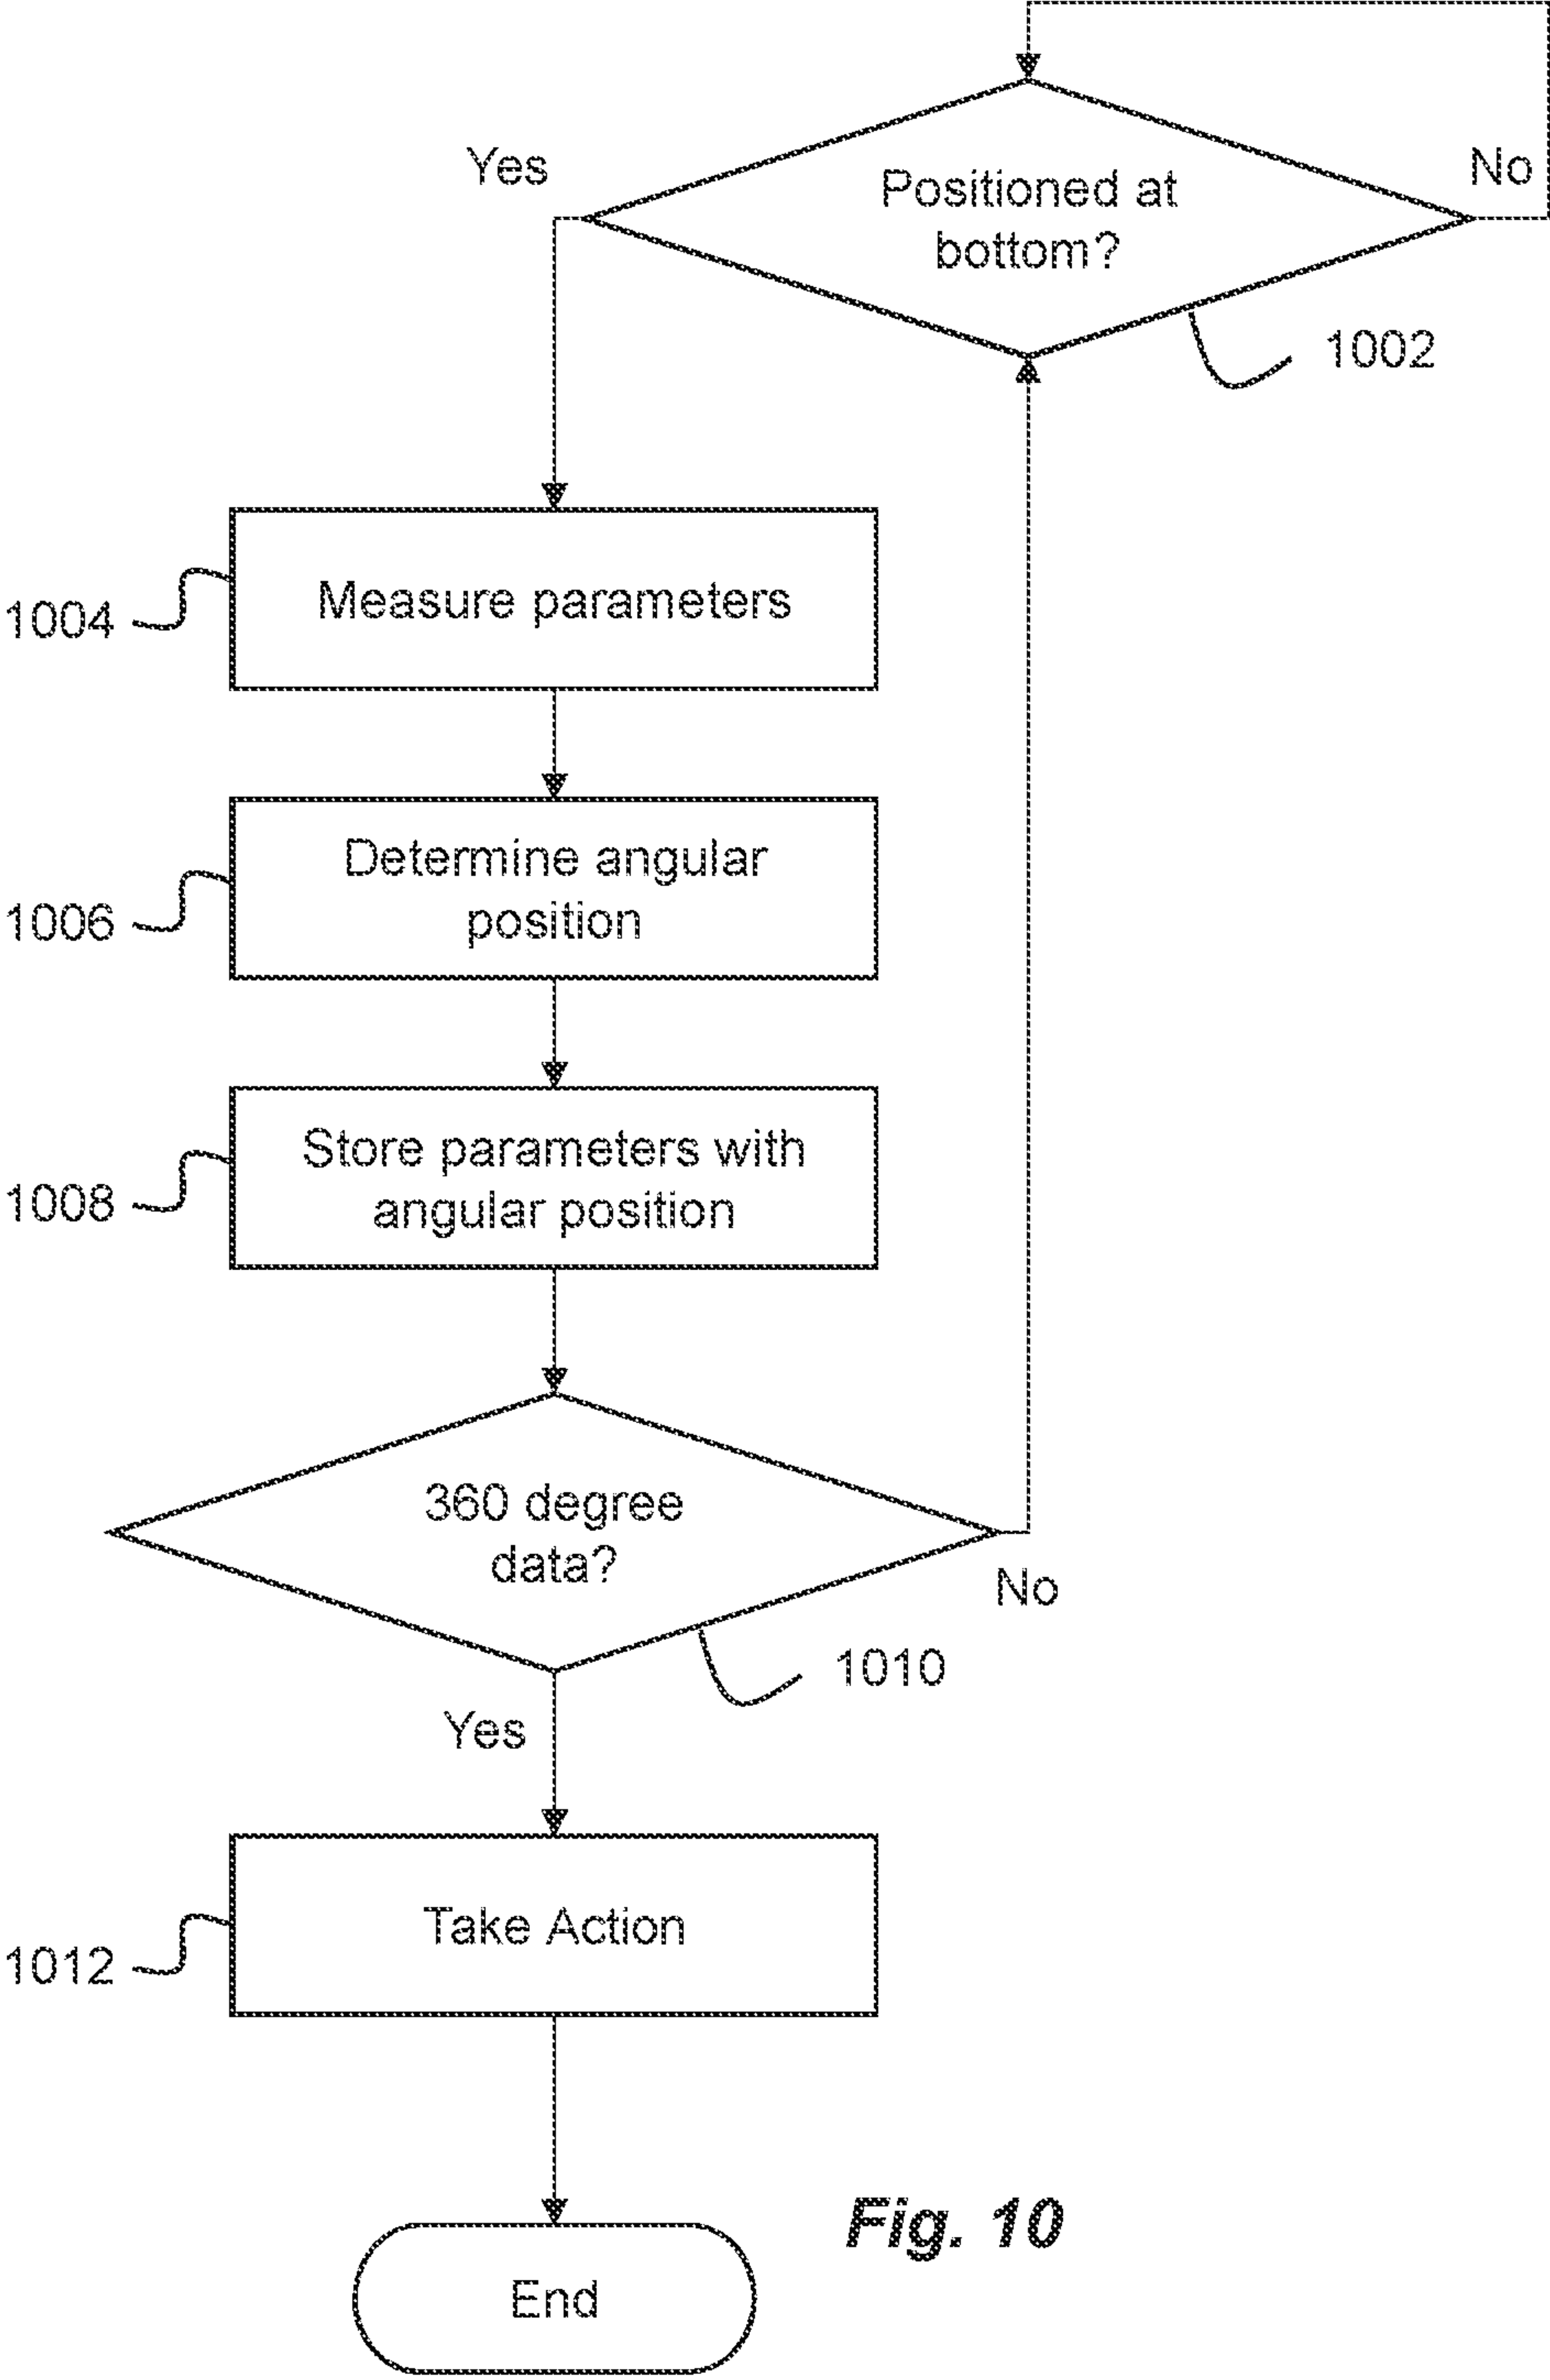 Yes
Positioned at
bottom?
No
1002
Measure parameters
1004
Determine angular
position
1006
Store parameters with
angular position
1008
360 degree
data?
No
1010
Yes
Take Action
1012
Fig. 10
End